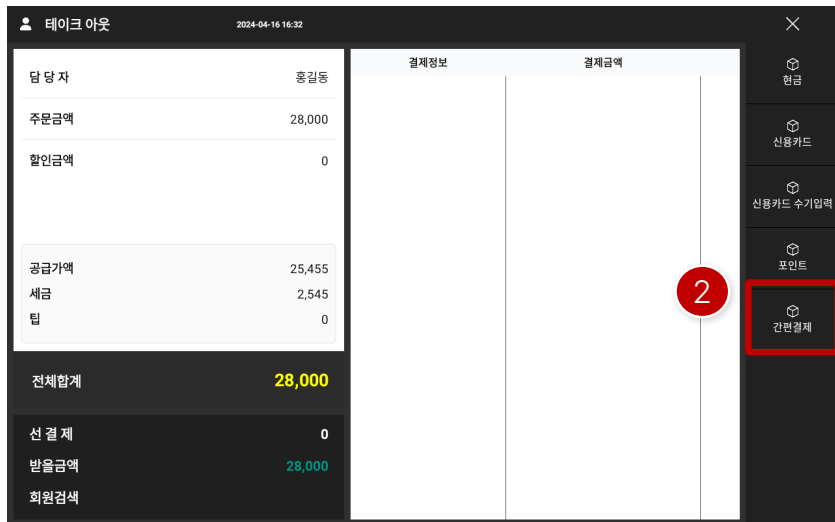 테이크 아웃 2024-04-16 16:32
담 당 자 홍길동
주문금액 28,000
할인금액 0
공급가액 25,455
세금 2,545
팁 0
전체합계 28,000
선 결 제 0
받을금액 28,000
회원검색
결제정보 결제금액
현금
신용카드
신용카드 수기입력
포인트
2
간편결제